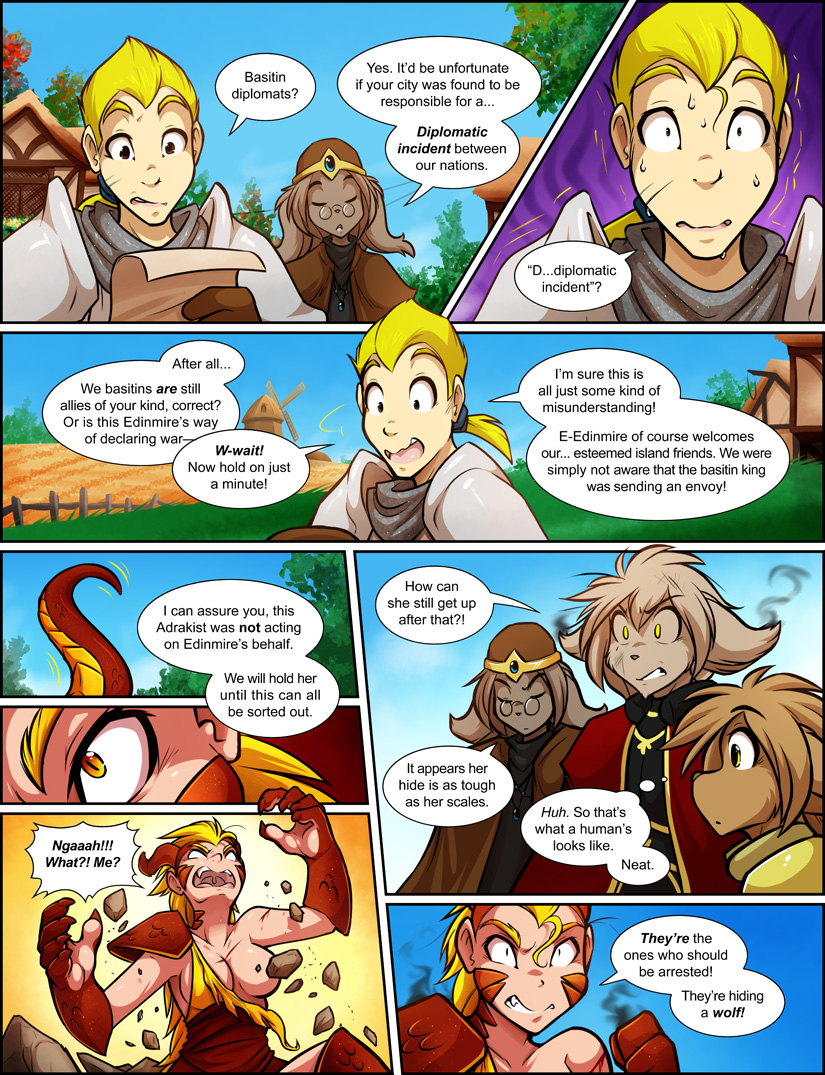 Basitin
diplomats?
Yes. It'd be unfortunate
if your city was found to be
responsible for a...
Diplomatic
incident between
our nations.
“D...diplomatic
incident”?
After all...
We basitins are still
allies of your kind, correct?
Or is this Edinmire's way
of declaring war—
W-wait!
Now hold on just
a minute!
I'm sure this is
all just some kind of
misunderstanding!
E-Edinmire of course welcomes
our... esteemed island friends. We were
simply not aware that the basitin king
was sending an envoy!
I can assure you, this
Adrakist was not acting
on Edinmire's behalf.
We will hold her
until this can all
be sorted out.
How can
she still get up
after that?!
It appears her
hide is as tough
as her scales.
Huh. So that's
what a human's
looks like.
Neat.
Ngaaah!!!
What?! Me?
They're the
ones who should
be arrested!
They're hiding
a wolf!